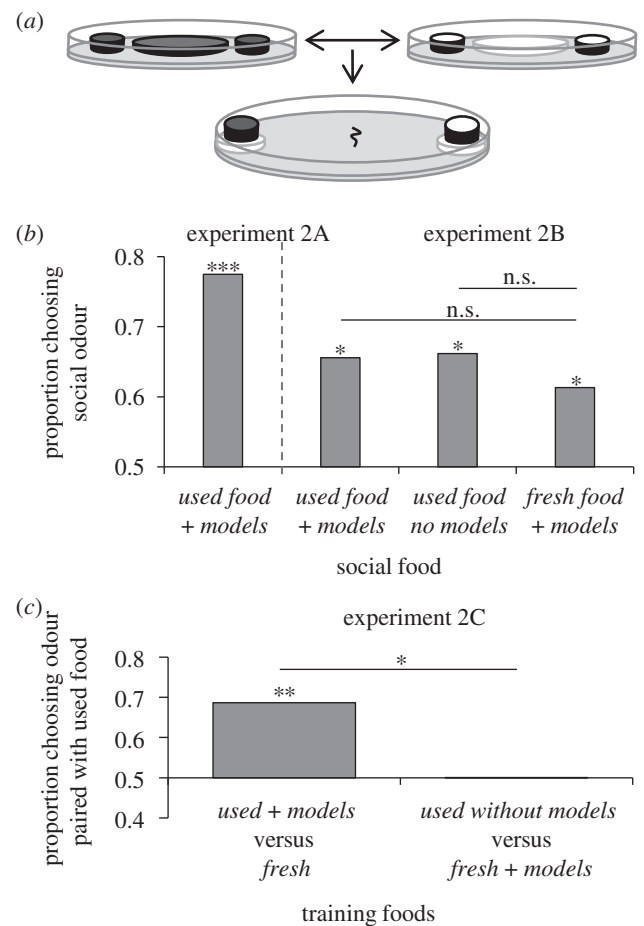 (a)
(b)
experiment 2A experiment 2B
proportion choosing
social odour
0.8
0.7
0.6
0.5
***
*
*
*
n.s.
n.s.
used food
+ models
used food
+ models
used food
no models
fresh food
+ models
social food
(c)
experiment 2C
proportion choosing odour
paired with used food
0.8
0.7
0.6
0.5
0.4
**
*
used + models
versus
fresh
used without models
versus
fresh + models
training foods